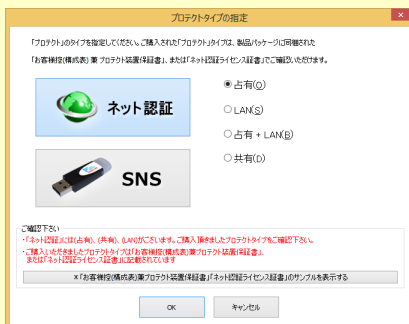 プロテクトタイプの指定
×
「プロテクト」のタイプを指定してください。ご購入された「プロテクト」タイプは、製品パッケージに同梱された
「お客様控(構成表) 兼 プロテクト装置保証書」、または「ネット認証ライセンス証書」でご確認いただけます。
ネット認証
SNS
占有(O)
LAN(S)
占有 + LAN(B)
共有(D)
ご確認下さい
・「ネット認証」には(占有)、(共有)、(LAN)がございます。ご購入頂きましたプロテクトタイプをご確認下さい。
・ご購入いただきましたプロテクトタイプは「お客様控(構成表)兼プロテクト装置保証書」、
または「ネット認証ライセンス証書」に記載されています
×「お客様控(構成表)兼プロテクト装置保証書」「ネット認証ライセンス証書」のサンプルを表示する
OK
キャンセル